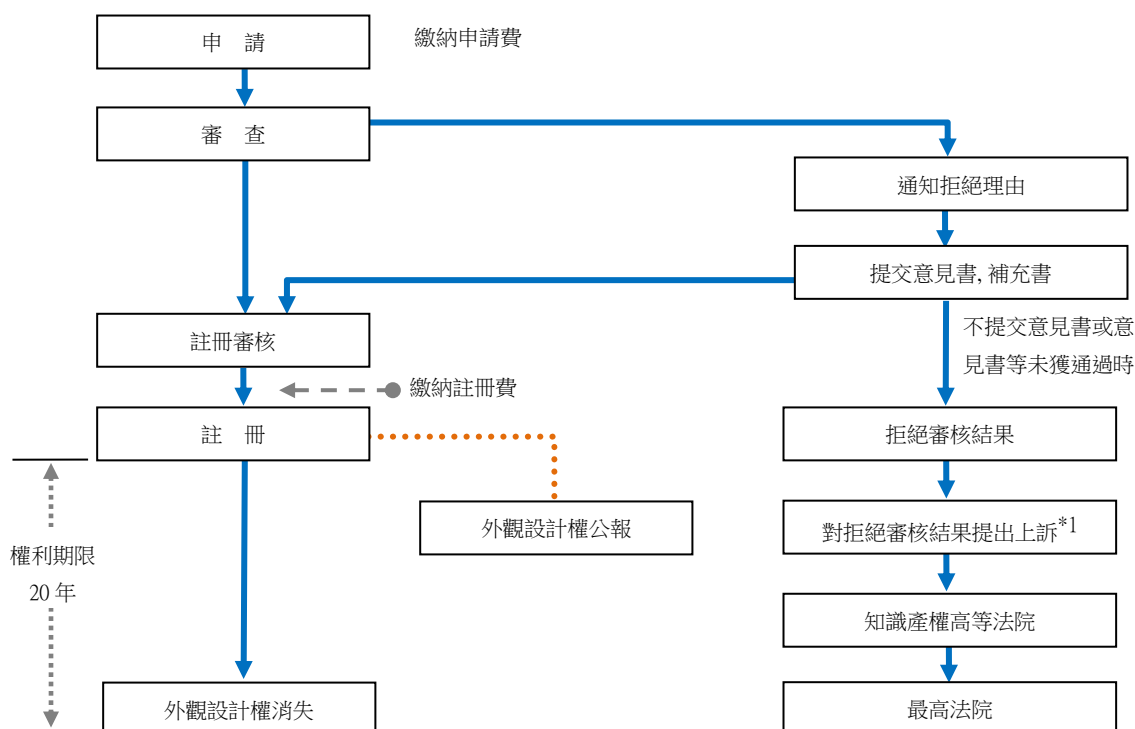 申　請
繳納申請費
審　查
通知拒絕理由
提交意見書, 補充書
不提交意見書或意
見書等未獲通過時
註冊審核
繳納註冊費
註　冊
拒絕審核結果
外觀設計權公報
對拒絕審核結果提出上訴*1
權利期限
20 年
知識產權高等法院
外觀設計權消失
最高法院